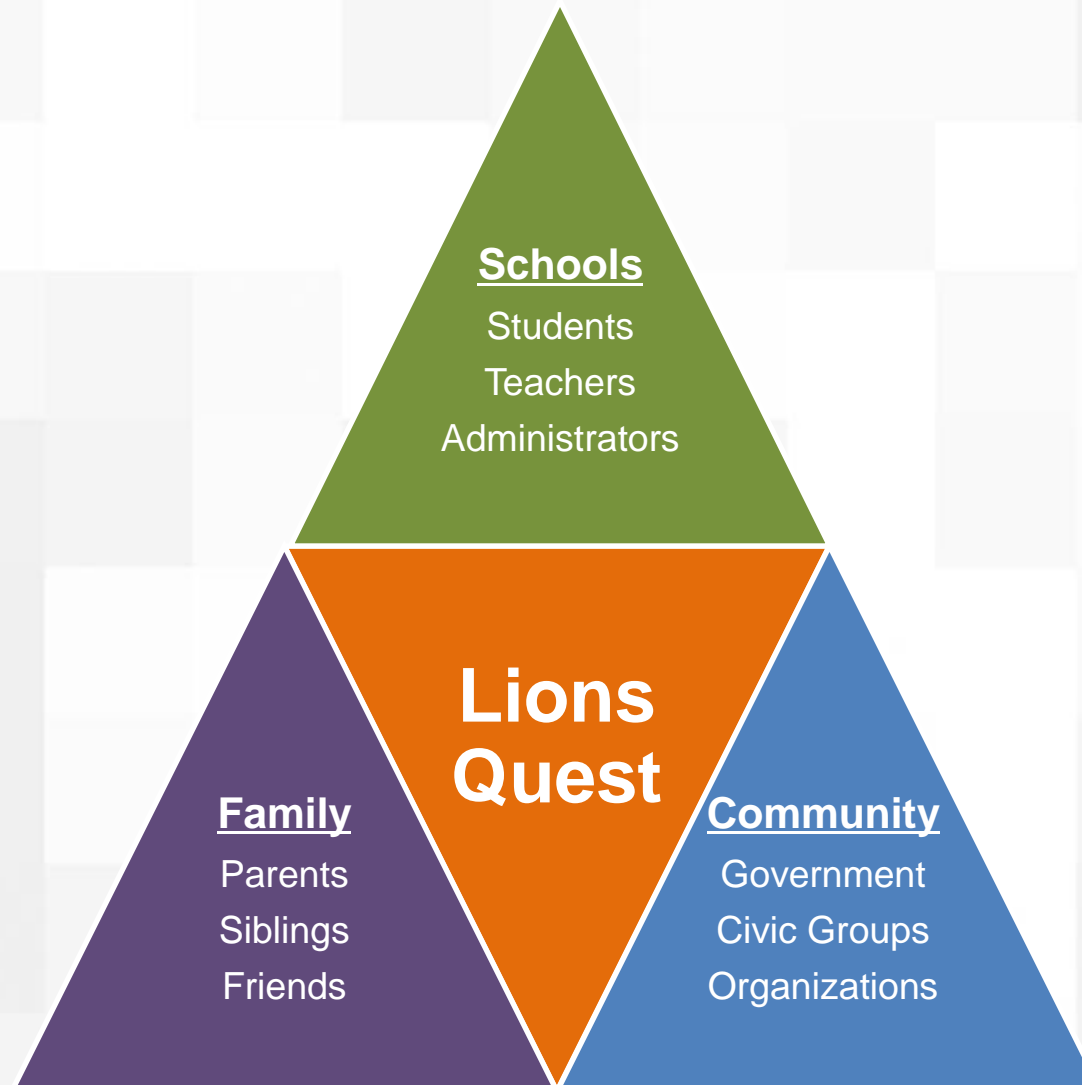 Schools
Students
Teachers
Administrators
Lions
Quest
Family
Parents
Siblings
Friends
Community
Government
Civic Groups
Organizations